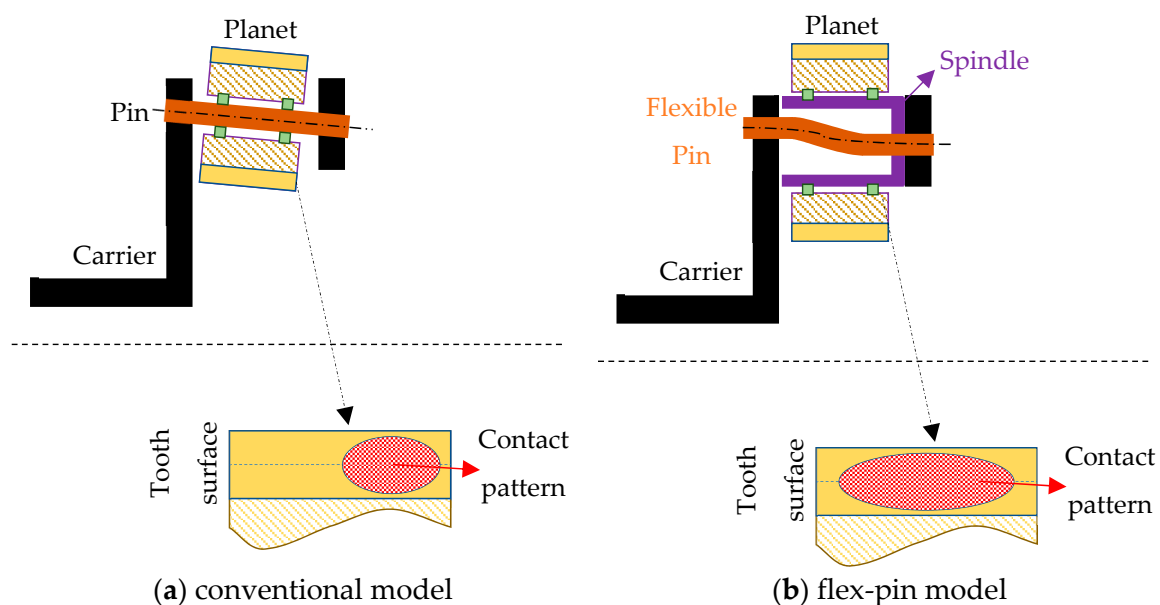 Planet
Pin
Carrier
Tooth
surface
Contact
pattern
(a) conventional model
Planet
Spindle
Flexible
Pin
Carrier
Tooth
surface
Contact
pattern
(b) flex-pin model